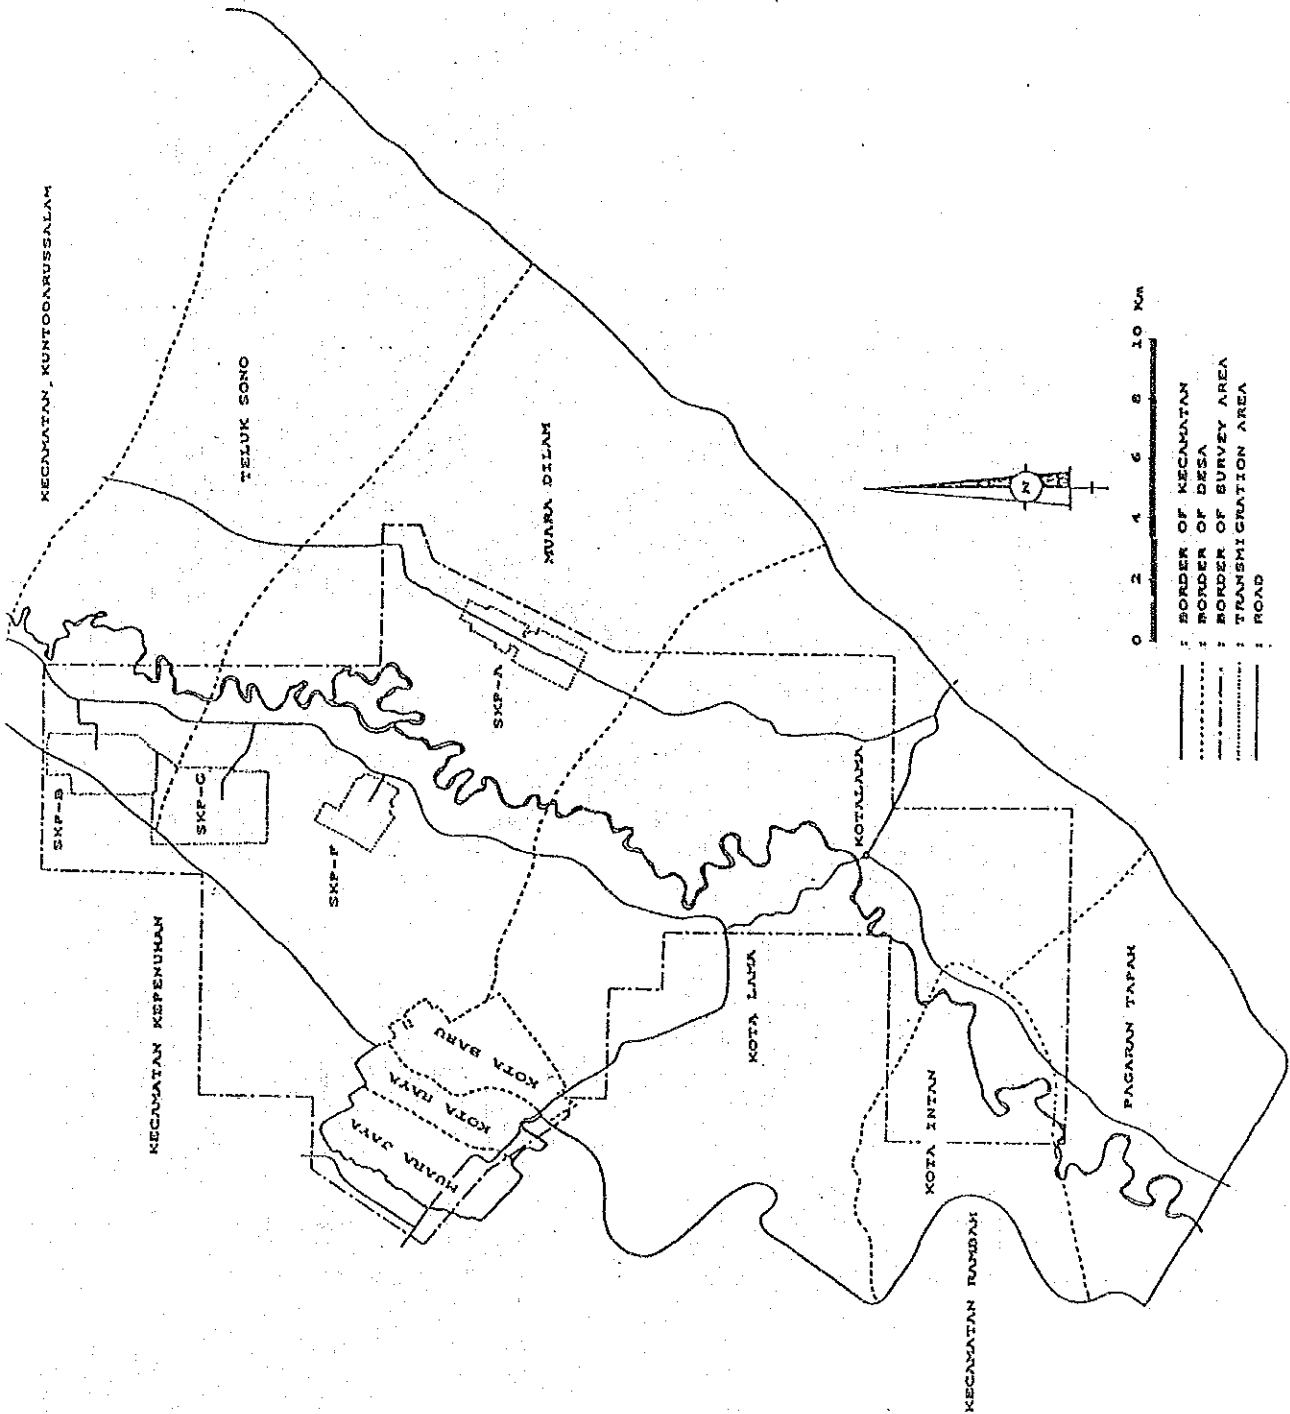 KECAMATAN KUNTODARUSSALAM
TELUK SONO
MUARA DILAM
SKP-B
SKP-C
SKP-F
SKP-A
KECAMATAN KEPENUHAN
KOTA BARU
KOTA RAYA
MUARA JAYA
KOTALAMA
KOTA LAMA
KOTA INTAN
PAGARAN TAPAH
KECAMATAN RAMBAH
N
0 2 4 6 8 10 Km
: BORDER OF KECAMATAN
: BORDER OF DESA
: BORDER OF SURVEY AREA
: TRANSMIGRATION AREA
: ROAD